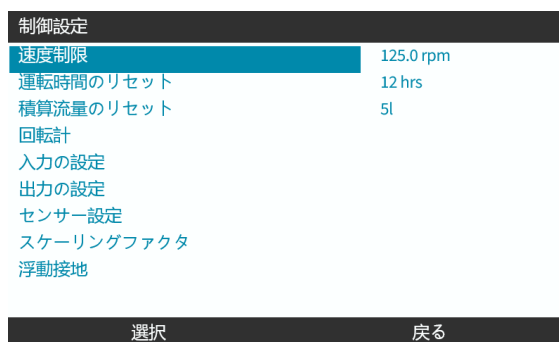 制御設定
速度制限 125.0 rpm
運転時間のリセット 12 hrs
積算流量のリセット 5l
回転計
入力の設定
出力の設定
センサー設定
スケーリングファクタ
浮動接地
選択 戻る